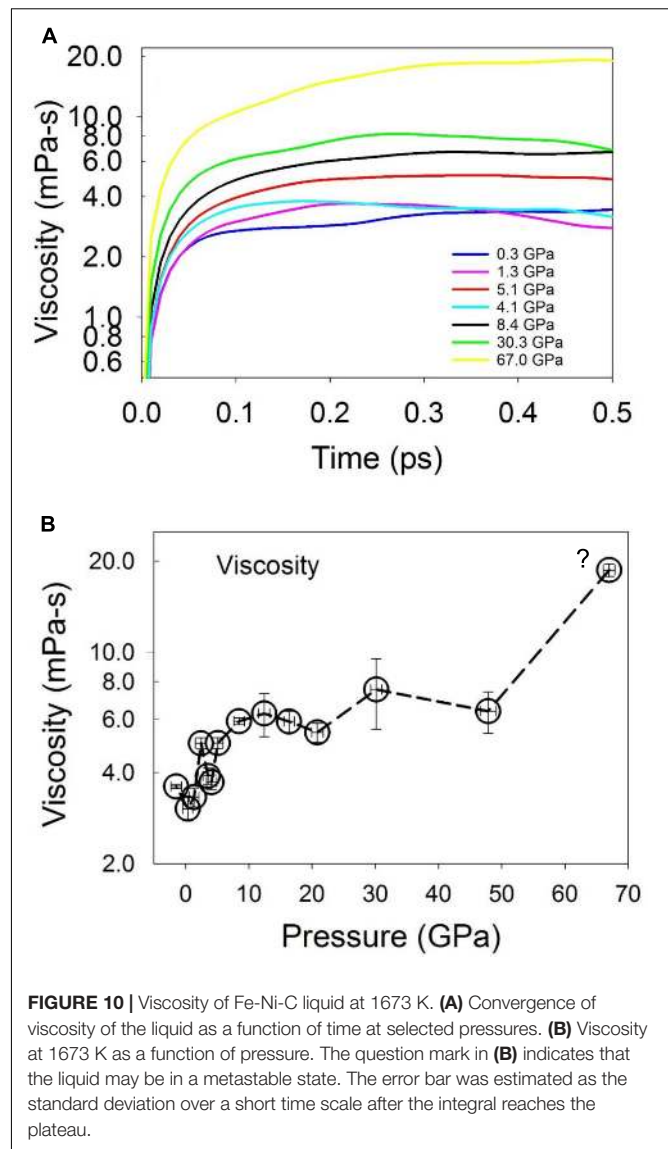 A
20.0
10.0
8.0
6.0
4.0
2.0
1.0
0.8
0.6
Viscosity (mPa-s)
0.3 GPa
1.3 GPa
5.1 GPa
4.1 GPa
8.4 GPa
30.3 GPa
67.0 GPa
0.0 0.1 0.2 0.3 0.4 0.5
Time (ps)
B
Viscosity
?
20.0
10.0
8.0
6.0
4.0
2.0
Viscosity (mPa-s)
0 10 20 30 40 50 60 70
Pressure (GPa)
FIGURE 10 | Viscosity of Fe-Ni-C liquid at 1673 K. (A) Convergence of
viscosity of the liquid as a function of time at selected pressures. (B) Viscosity
at 1673 K as a function of pressure. The question mark in (B) indicates that
the liquid may be in a metastable state. The error bar was estimated as the
standard deviation over a short time scale after the integral reaches the
plateau.